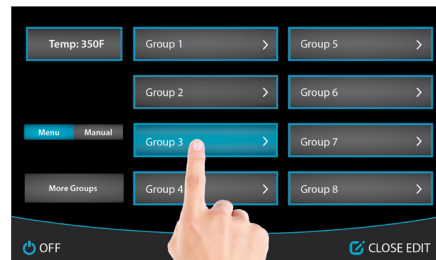 Temp: 350F
Group 1
Group 5
Group 2
Group 6
Menu Manual
Group 3
Group 7
More Groups
Group 4
Group 8
OFF
CLOSE EDIT